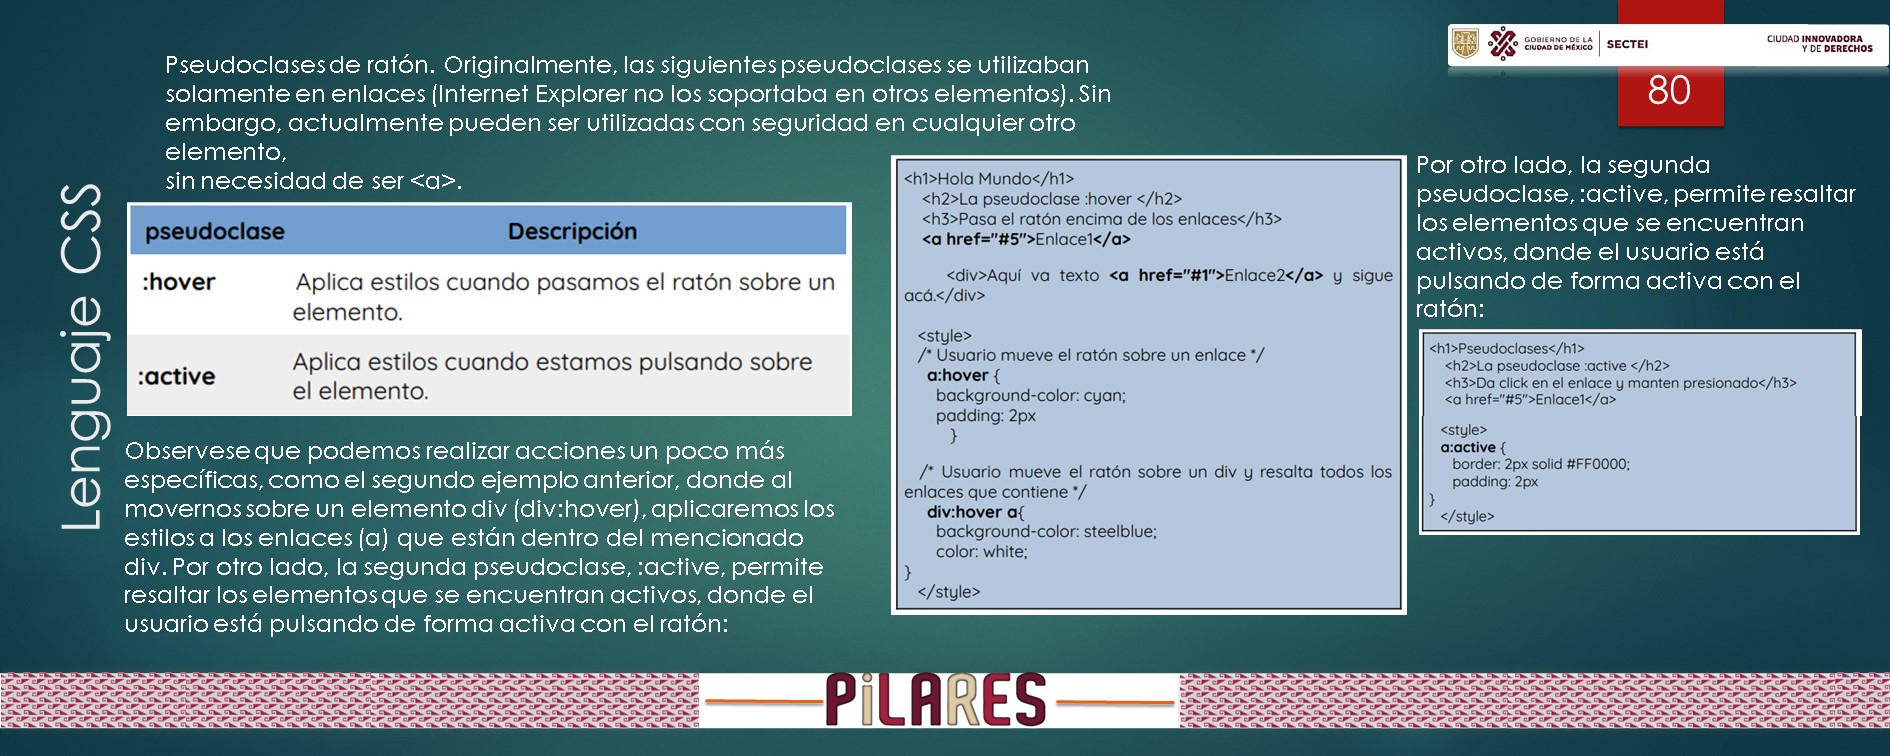 GOBIERNO DE LA
CIUDAD DE MÉXICO
SECTEI
CIUDAD INNOVADORA
Y DE DERECHOS
80
Lenguaje CSS
Pseudoclases de ratón. Originalmente, las siguientes pseudoclases se utilizaban
solamente en enlaces (Internet Explorer no los soportaba en otros elementos). Sin
embargo, actualmente pueden ser utilizadas con seguridad en cualquier otro
elemento,
sin necesidad de ser <a>.
pseudoclase Descripción
:hover Aplica estilos cuando pasamos el ratón sobre un
elemento.
:active Aplica estilos cuando estamos pulsando sobre
el elemento.
Observese que podemos realizar acciones un poco más
específicas, como el segundo ejemplo anterior, donde al
movernos sobre un elemento div (div:hover), aplicaremos los
estilos a los enlaces (a) que están dentro del mencionado
div. Por otro lado, la segunda pseudoclase, :active, permite
resaltar los elementos que se encuentran activos, donde el
usuario está pulsando de forma activa con el ratón:
<h1>Hola Mundo</h1>
<h2>La pseudoclase :hover </h2>
<h3>Pasa el ratón encima de los enlaces</h3>
<a href="#5">Enlace1</a>
<div>Aquí va texto <a href="#1">Enlace2</a> y sigue
acá.</div>
<style>
/* Usuario mueve el ratón sobre un enlace */
a:hover {
background-color: cyan;
padding: 2px
}
/* Usuario mueve el ratón sobre un div y resalta todos los
enlaces que contiene */
div:hover a{
background-color: steelblue;
color: white;
}
</style>
Por otro lado, la segunda
pseudoclase, :active, permite resaltar
los elementos que se encuentran
activos, donde el usuario está
pulsando de forma activa con el
ratón:
<h1>Pseudoclases</h1>
<h2>La pseudoclase :active </h2>
<h3>Da click en el enlace y manten presionado</h3>
<a href="#5">Enlace1</a>
<style>
a:active {
border: 2px solid #FF0000;
padding: 2px
}
</style>
PiLARES